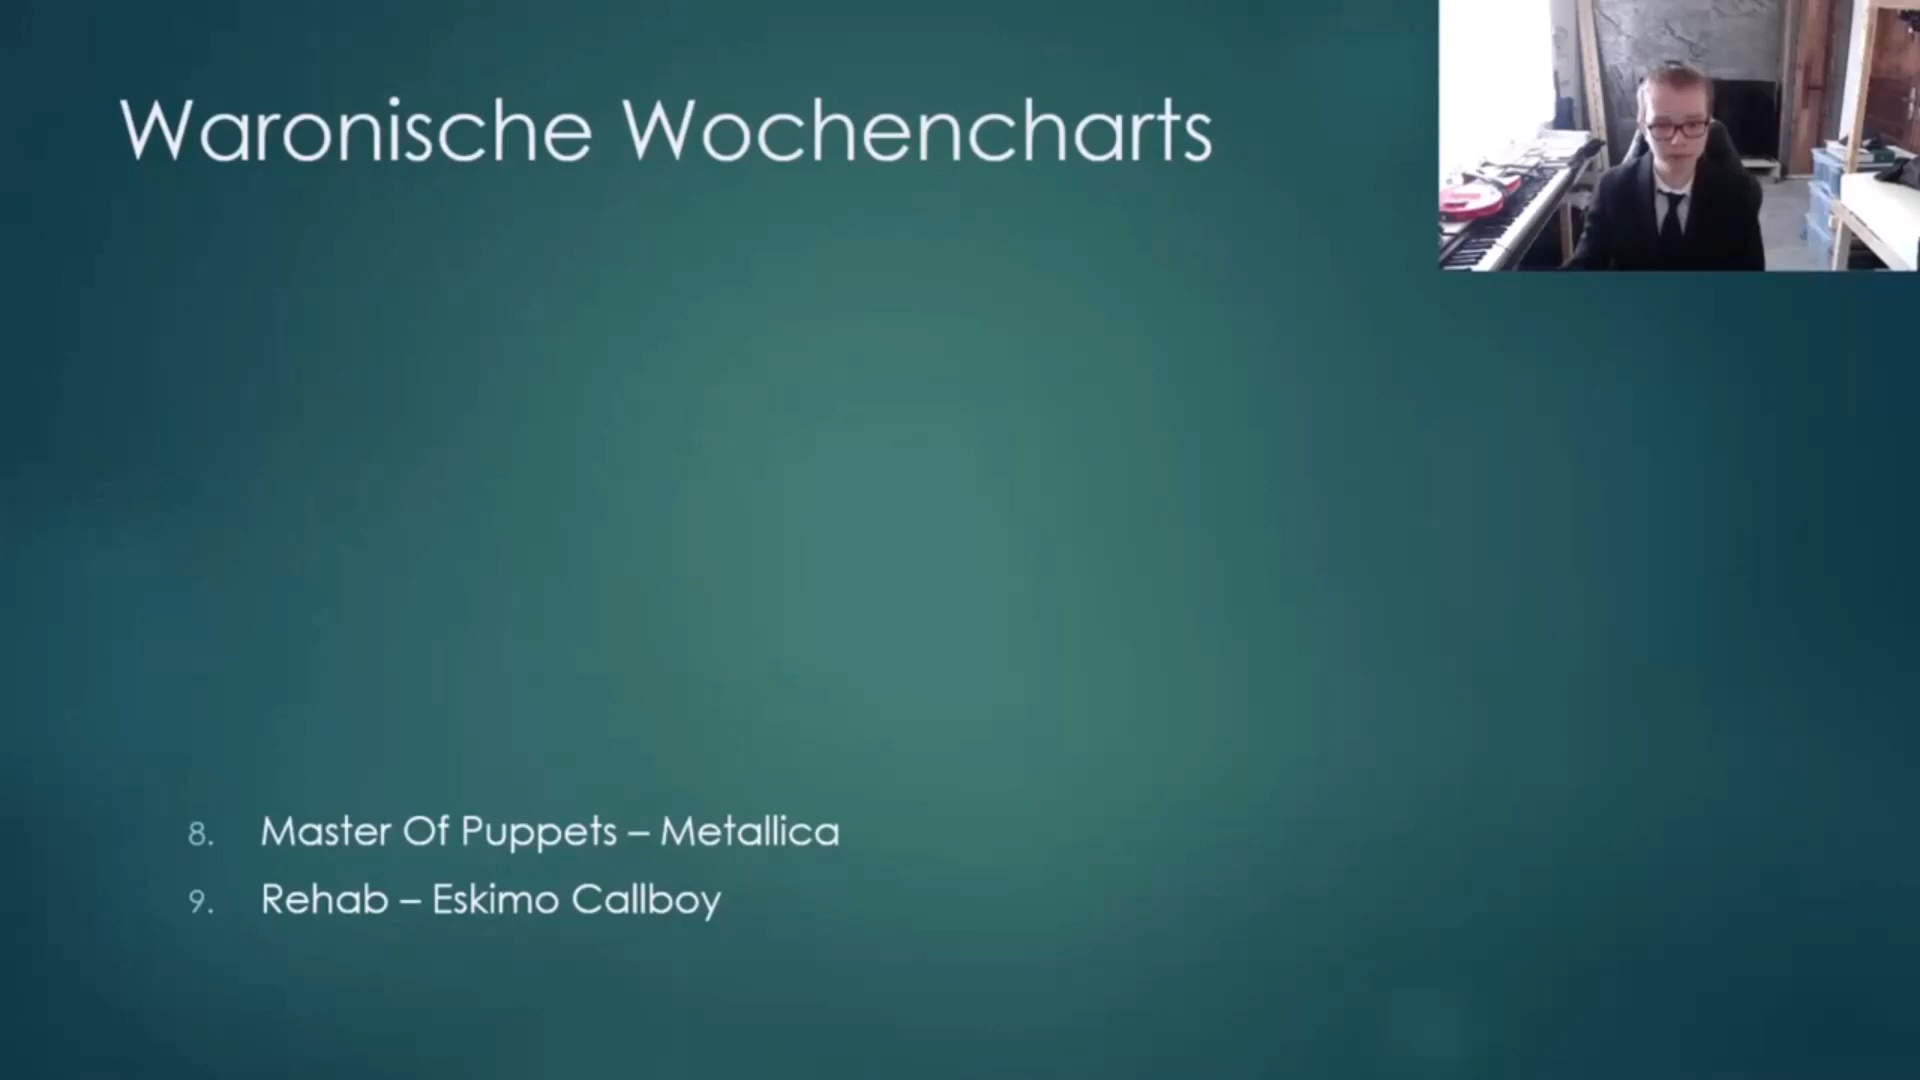 Waronische Wochencharts
8. Master Of Puppets – Metallica
9. Rehab – Eskimo Callboy